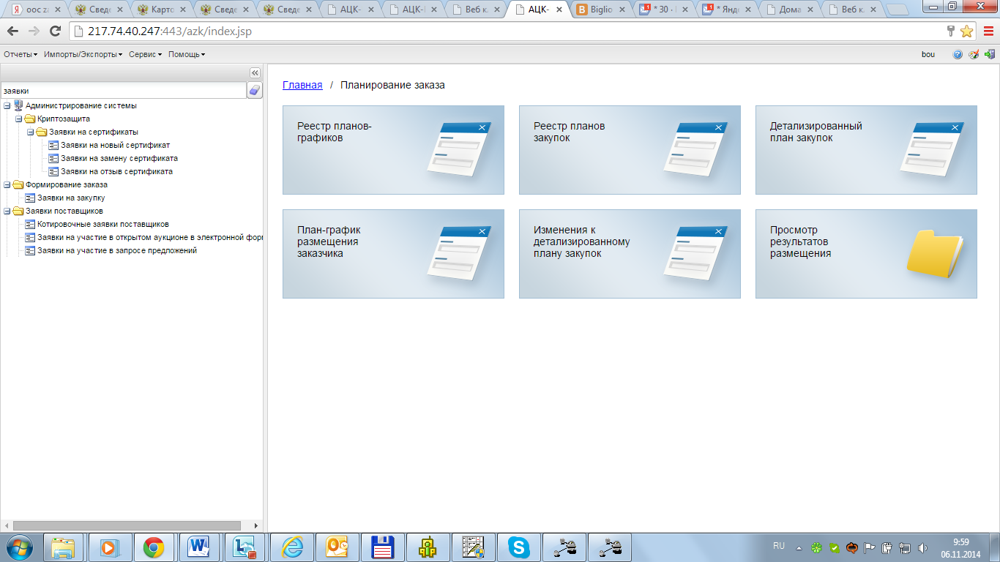 Я оос за
Сведе
Карто
Сведе
Сведе
АЦК-
АЦК-
Веб к
АЦК-
B Biglio
* 30 ·
* Янде
Дома
Веб к
217.74.40.247:443/azk/index.jsp
Отчеты Импорты/Экспорты Сервис Помощь
bou
заявки
Администрирование системы
Криптозащита
Заявки на сертификаты
Заявки на новый сертификат
Заявки на замену сертификата
Заявки на отзыв сертификата
Формирование заказа
Заявки на закупку
Заявки поставщиков
Котировочные заявки поставщиков
Заявки на участие в открытом аукционе в электронной фор
Заявки на участие в запросе предложений
Главная / Планирование заказа
Реестр планов-
графиков
Реестр планов
закупок
Детализированный
план закупок
План-график
размещения
заказчика
Изменения к
детализированному
плану закупок
Просмотр
результатов
размещения
RU
9:59
06.11.2014